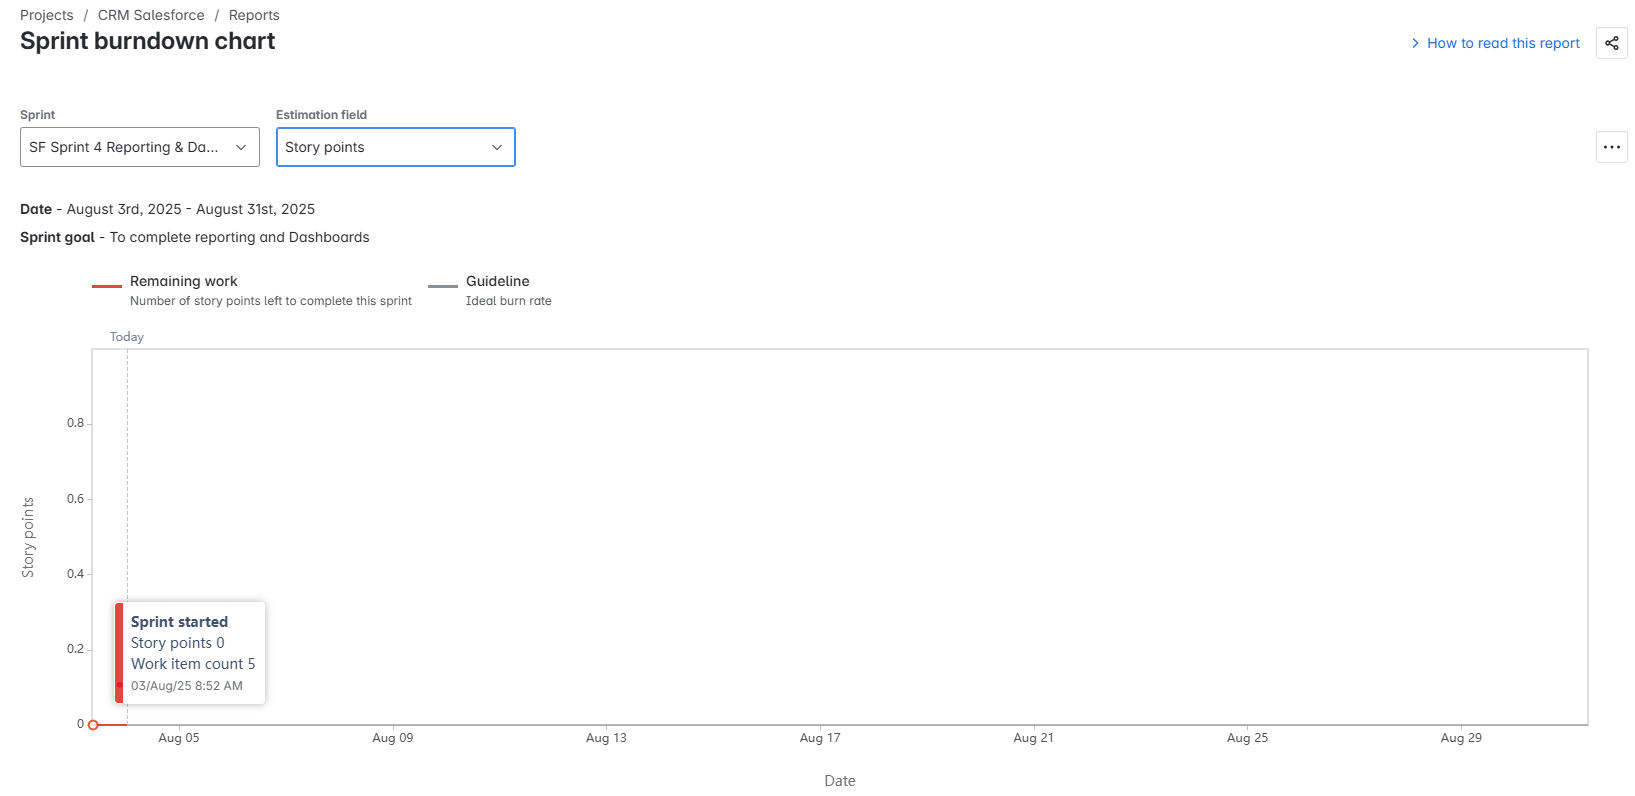 Projects / CRM Salesforce / Reports
Sprint burndown chart
How to read this report
Sprint
Estimation field
SF Sprint 4 Reporting & Da...
Story points
Date - August 3rd, 2025 - August 31st, 2025
Sprint goal - To complete reporting and Dashboards
Remaining work
Number of story points left to complete this sprint
Guideline
Ideal burn rate
Today
0.8
0.6
0.4
0.2
0
Story points
Sprint started
Story points 0
Work item count 5
03/Aug/25 8:52 AM
Aug 05
Aug 09
Aug 13
Aug 17
Aug 21
Aug 25
Aug 29
Date